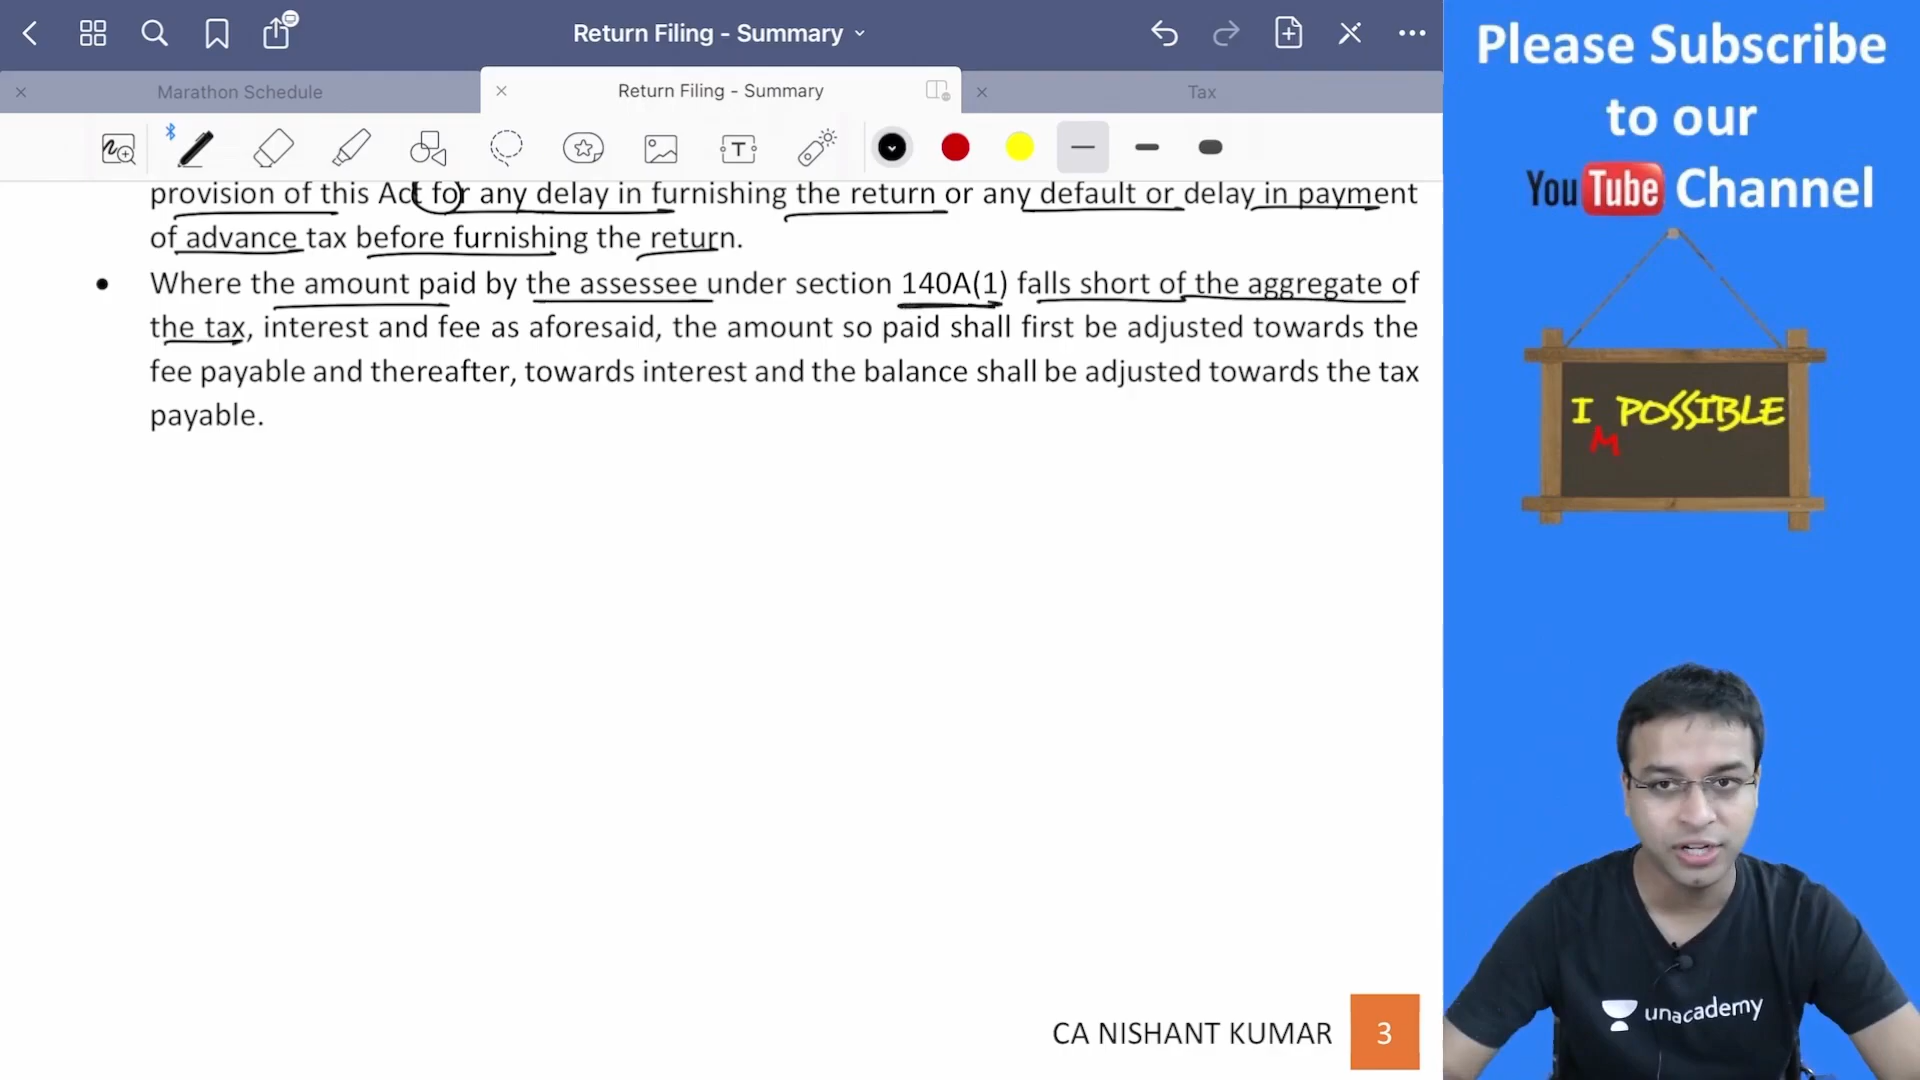 Return Filing - Summary
Please Subscribe
to our
YouTube Channel
Marathon Schedule
Return Filing - Summary
Tax
provision of this Act for any delay in furnishing the return or any default or delay in payment
of advance tax before furnishing the return.
• Where the amount paid by the assessee under section 140A(1) falls short of the aggregate of
the tax, interest and fee as aforesaid, the amount so paid shall first be adjusted towards the
fee payable and thereafter, towards interest and the balance shall be adjusted towards the tax
payable.
I POSSIBLE
M
unacademy
CA NISHANT KUMAR 3